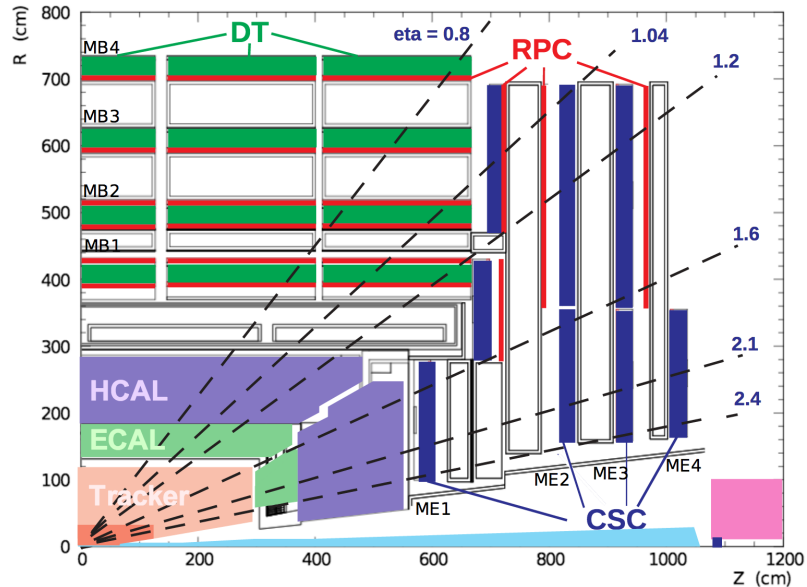 R (cm)
800
700
600
500
400
300
200
100
0
0
200
400
600
800
1000
1200
Z (cm)
MB4
MB3
MB2
MB1
DT
eta = 0.8
RPC
1.04
1.2
1.6
2.1
2.4
HCAL
ECAL
Tracker
ME1
ME2
ME3
ME4
CSC